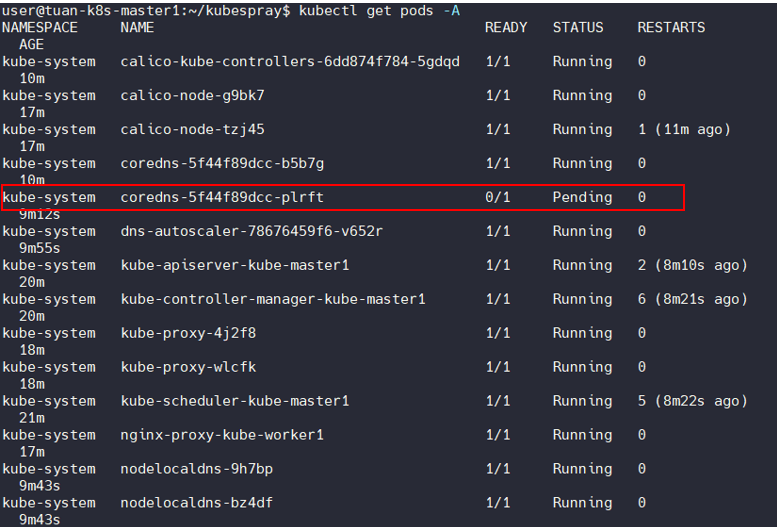 user@tuan-k8s-master1:~/kubespray$ kubectl get pods -A
NAMESPACE NAME READY STATUS RESTARTS
AGE
kube-system calico-kube-controllers-6dd874f784-5gdqd 1/1 Running 0
10m
kube-system calico-node-g9bk7 1/1 Running 0
17m
kube-system calico-node-tzj45 1/1 Running 1 (11m ago)
17m
kube-system coredns-5f44f89dcc-b5b7g 1/1 Running 0
10m
kube-system coredns-5f44f89dcc-plrft 0/1 Pending 0
9m12s
kube-system dns-autoscaler-78676459f6-v652r 1/1 Running 0
9m55s
kube-system kube-apiserver-kube-master1 1/1 Running 2 (8m10s ago)
20m
kube-system kube-controller-manager-kube-master1 1/1 Running 6 (8m21s ago)
20m
kube-system kube-proxy-4j2f8 1/1 Running 0
18m
kube-system kube-proxy-wlcfk 1/1 Running 0
18m
kube-system kube-scheduler-kube-master1 1/1 Running 5 (8m22s ago)
21m
kube-system nginx-proxy-kube-worker1 1/1 Running 0
17m
kube-system nodelocaldns-9h7bp 1/1 Running 0
9m43s
kube-system nodelocaldns-bz4df 1/1 Running 0
9m43s